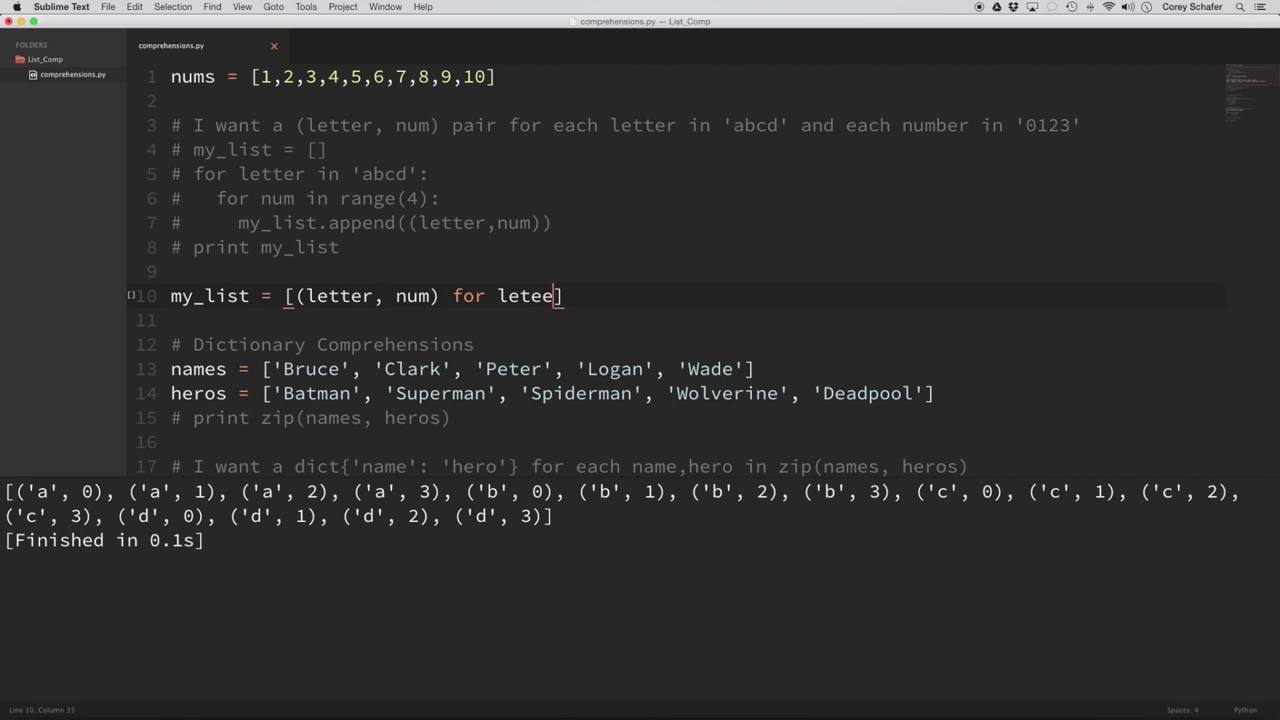 Sublime Text File Edit Selection Find View Goto Tools Project Window Help Corey Schafer
comprehensions.py — List_Comp
FOLDERS
List_Comp
comprehensions.py
comprehensions.py
1 nums = [1,2,3,4,5,6,7,8,9,10]
2
3 # I want a (letter, num) pair for each letter in 'abcd' and each number in '0123'
4 # my_list = []
5 # for letter in 'abcd':
6 #   for num in range(4):
7 #     my_list.append((letter,num))
8 # print my_list
9
10 my_list = [(letter, num) for letee]
11
12 # Dictionary Comprehensions
13 names = ['Bruce', 'Clark', 'Peter', 'Logan', 'Wade']
14 heros = ['Batman', 'Superman', 'Spiderman', 'Wolverine', 'Deadpool']
15 # print zip(names, heros)
16
17 # I want a dict{'name': 'hero'} for each name,hero in zip(names, heros)
[('a', 0), ('a', 1), ('a', 2), ('a', 3), ('b', 0), ('b', 1), ('b', 2), ('b', 3), ('c', 0), ('c', 1), ('c', 2),
('c', 3), ('d', 0), ('d', 1), ('d', 2), ('d', 3)]
[Finished in 0.1s]
Line 10, Column 35 Spaces: 4 Python